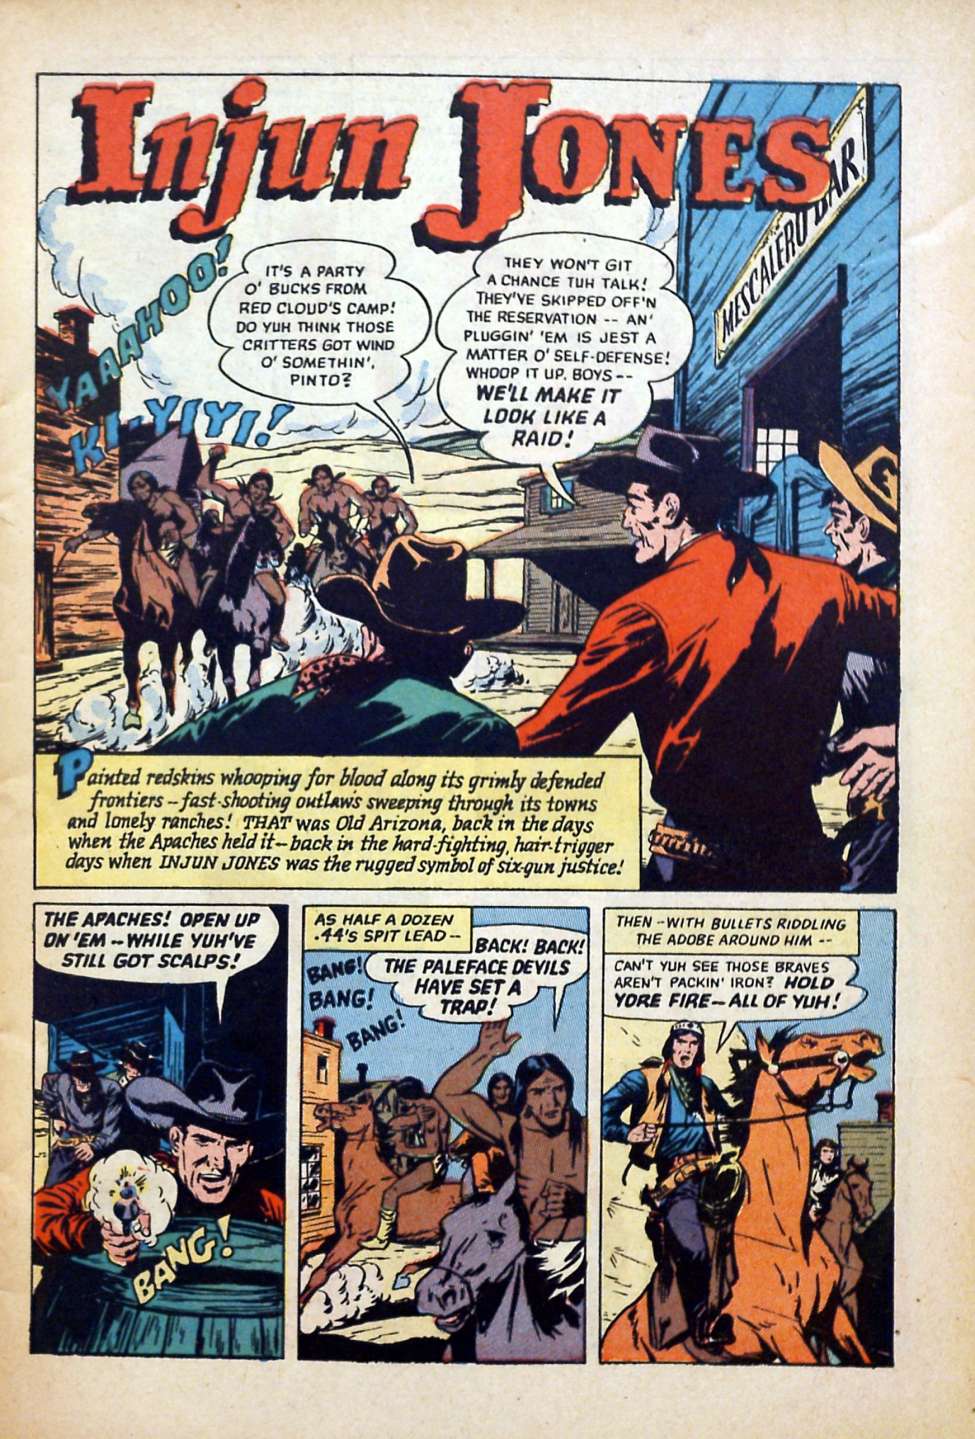 Injun JONES
YAAAHOO!
KI-YIYI!
IT'S A PARTY
O' BUCKS FROM
RED CLOUD'S CAMP!
DO YUH THINK THOSE
CRITTERS GOT WIND
O' SOMETHIN',
PINTO?
THEY WON'T GIT
A CHANCE TUH TALK!
THEY'VE SKIPPED OFF'N
THE RESERVATION -- AN'
PLUGGIN' 'EM IS JEST A
MATTER O' SELF-DEFENSE!
WHOOP IT UP, BOYS --
WE'LL MAKE IT
LOOK LIKE A
RAID!
MESCALERO BAR
Painted redskins whooping for blood along its grimly defended
frontiers -- fast-shooting outlaws sweeping through its towns
and lonely ranches! THAT was Old Arizona, back in the days
when the Apaches held it -- back in the hard-fighting, hair-trigger
days when INJUN JONES was the rugged symbol of six-gun justice!
THE APACHES! OPEN UP
ON 'EM -- WHILE YUH'VE
STILL GOT SCALPS!
BANG!
AS HALF A DOZEN
.44'S SPIT LEAD --
BANG!
BANG!
BANG!
BACK! BACK!
THE PALEFACE DEVILS
HAVE SET A
TRAP!
THEN -- WITH BULLETS RIDDLING
THE ADOBE AROUND HIM --
CAN'T YUH SEE THOSE BRAVES
AREN'T PACKIN' IRON? HOLD
YORE FIRE -- ALL OF YUH!